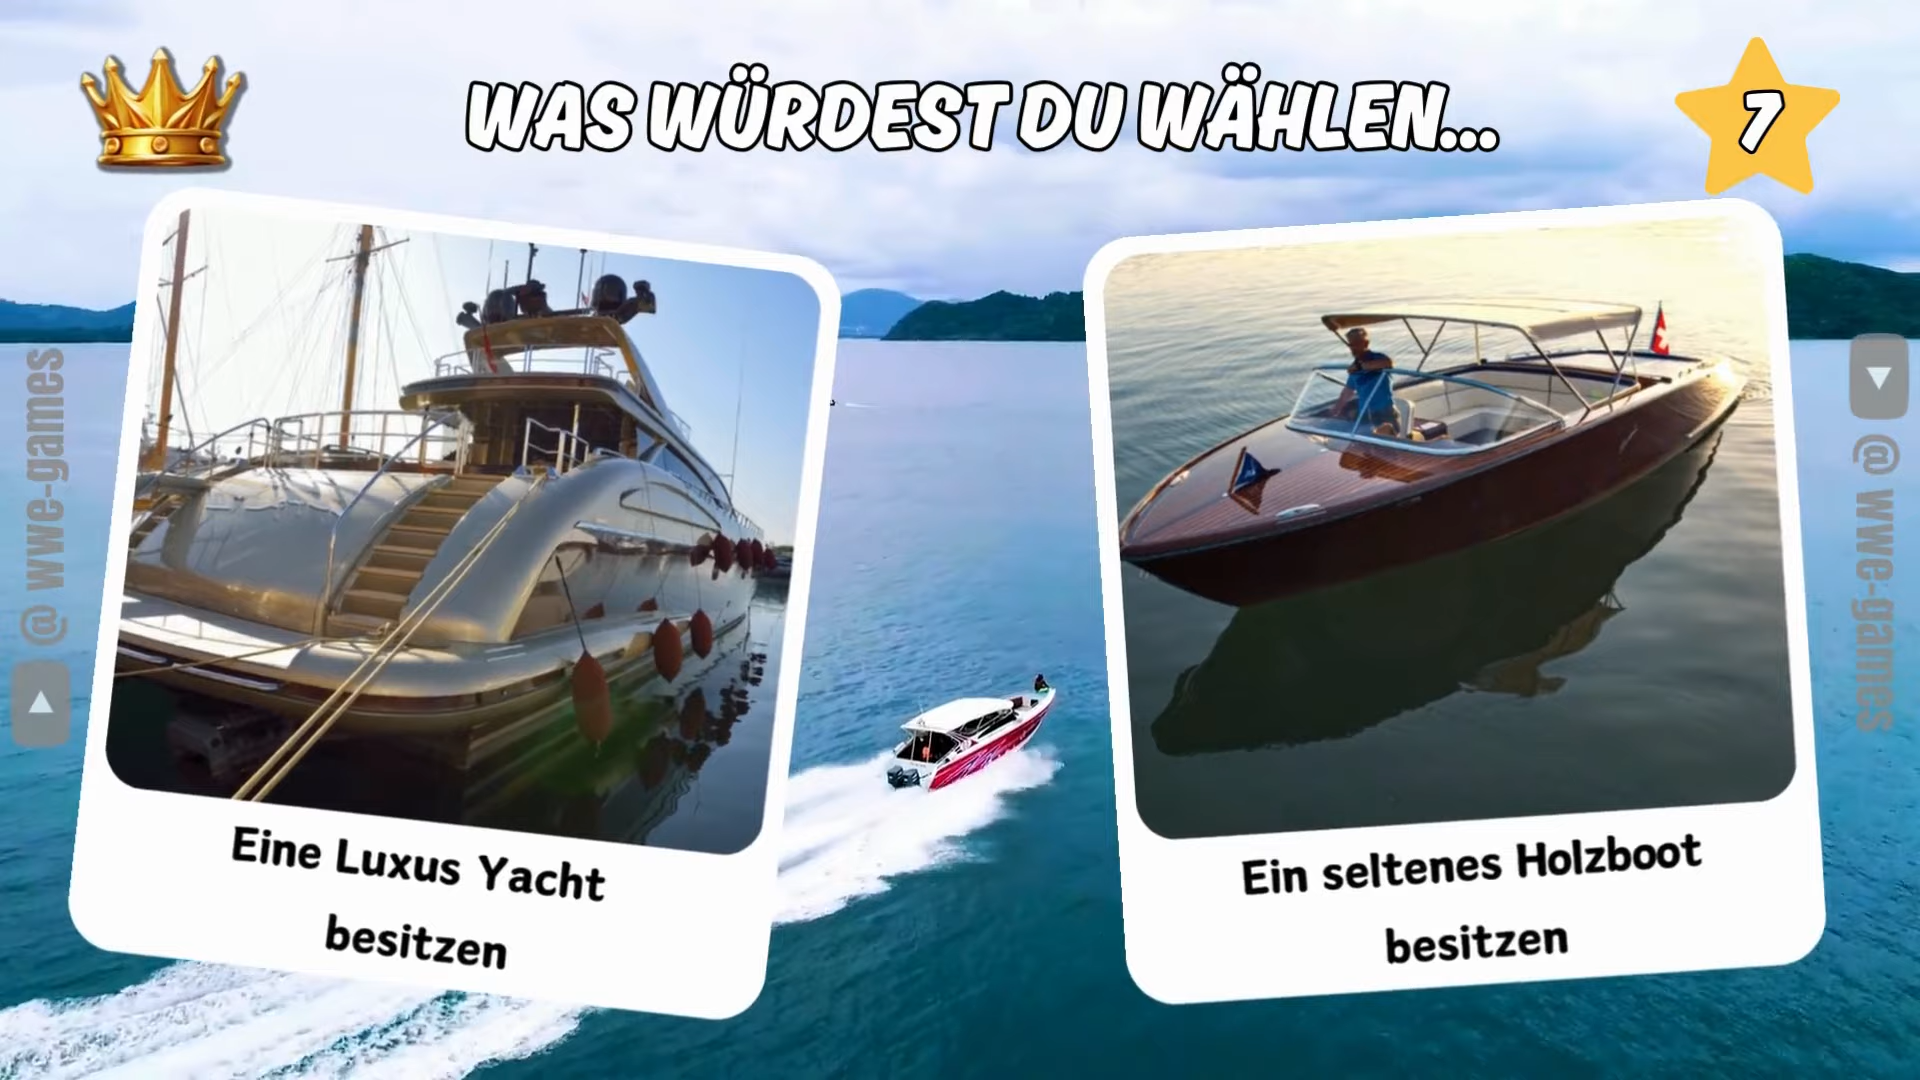 WAS WÜRDEST DU WÄHLEN...
7
Eine Luxus Yacht
besitzen
Ein seltenes Holzboot
besitzen
@ wwe-games
@ wwe-games